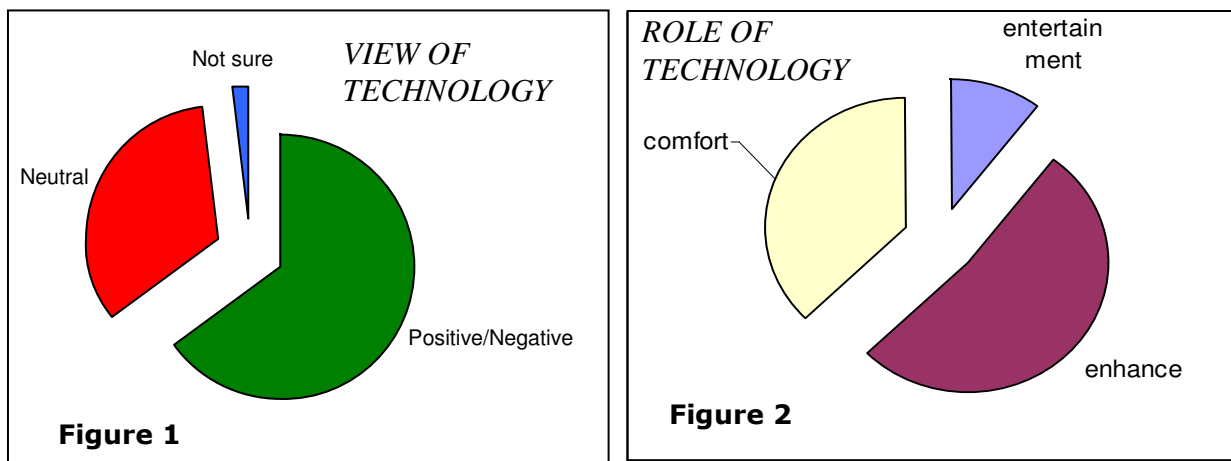 VIEW OF
TECHNOLOGY
Not sure
Neutral
Positive/Negative
Figure 1
ROLE OF
TECHNOLOGY
entertain
ment
comfort
enhance
Figure 2